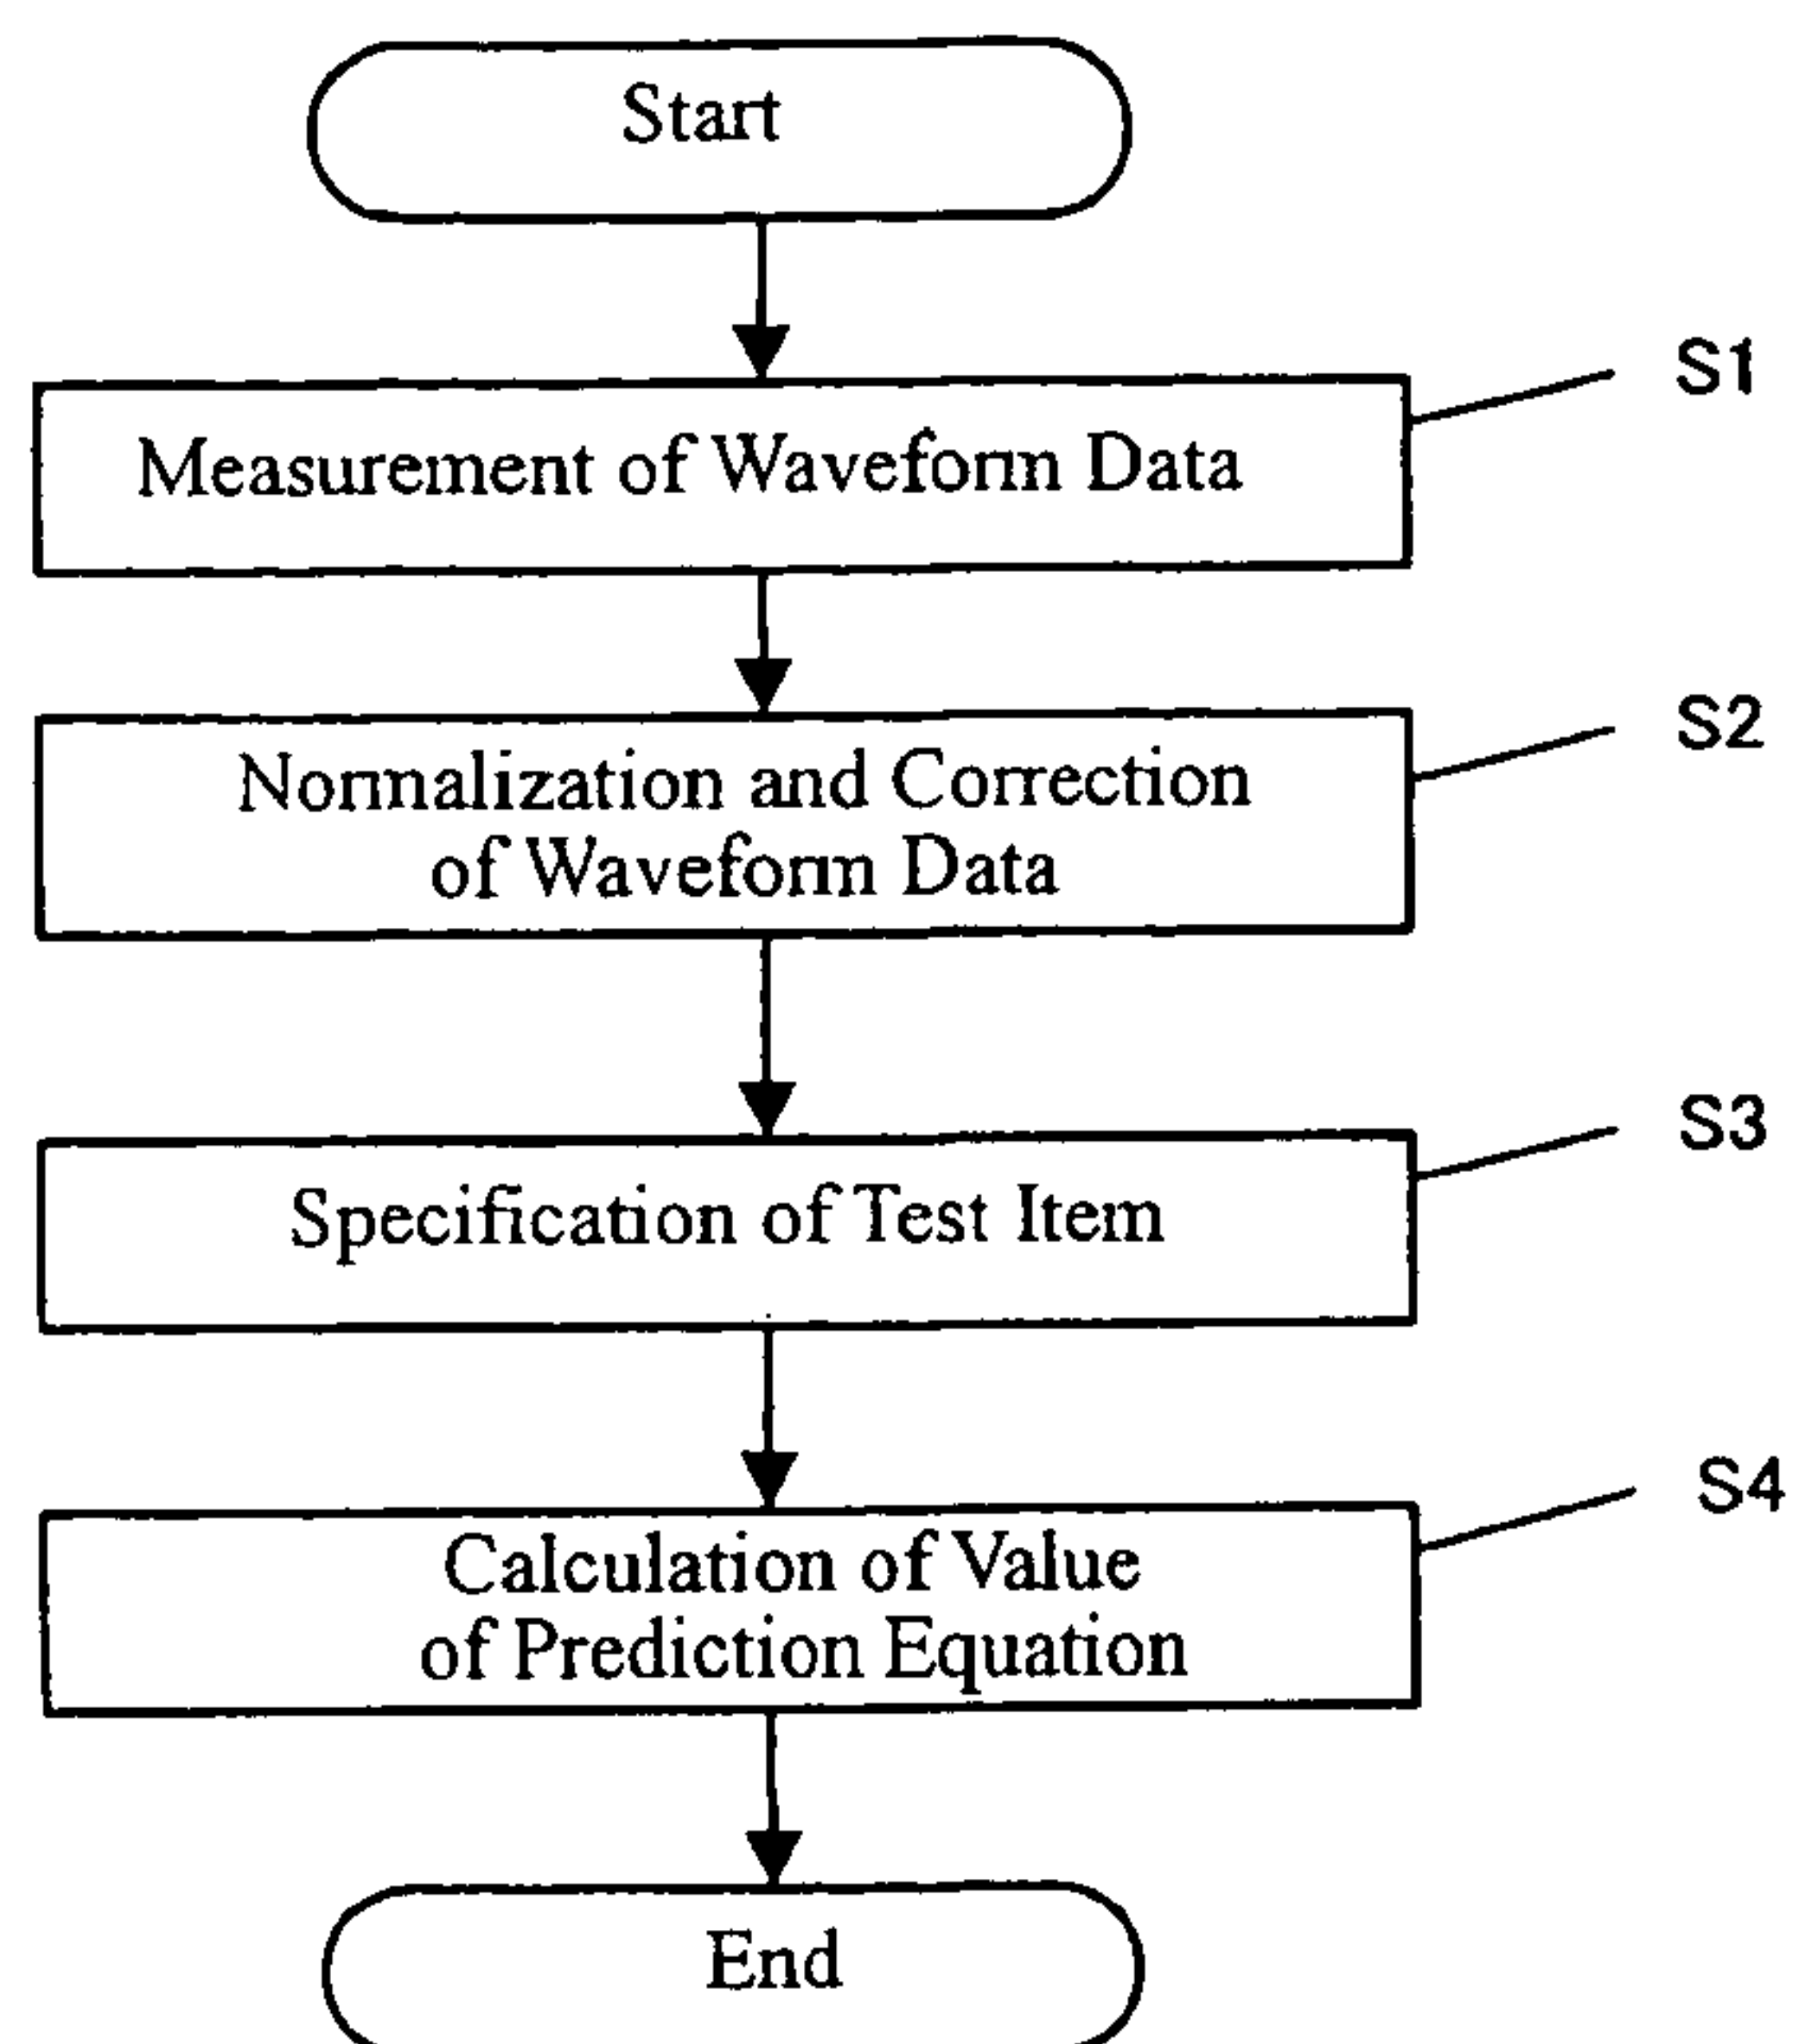 Start
S1
Measurement of Waveform Data
S2
Normalization and Correction
of Waveform Data
S3
Specification of Test Item
S4
Calculation of Value
of Prediction Equation
End